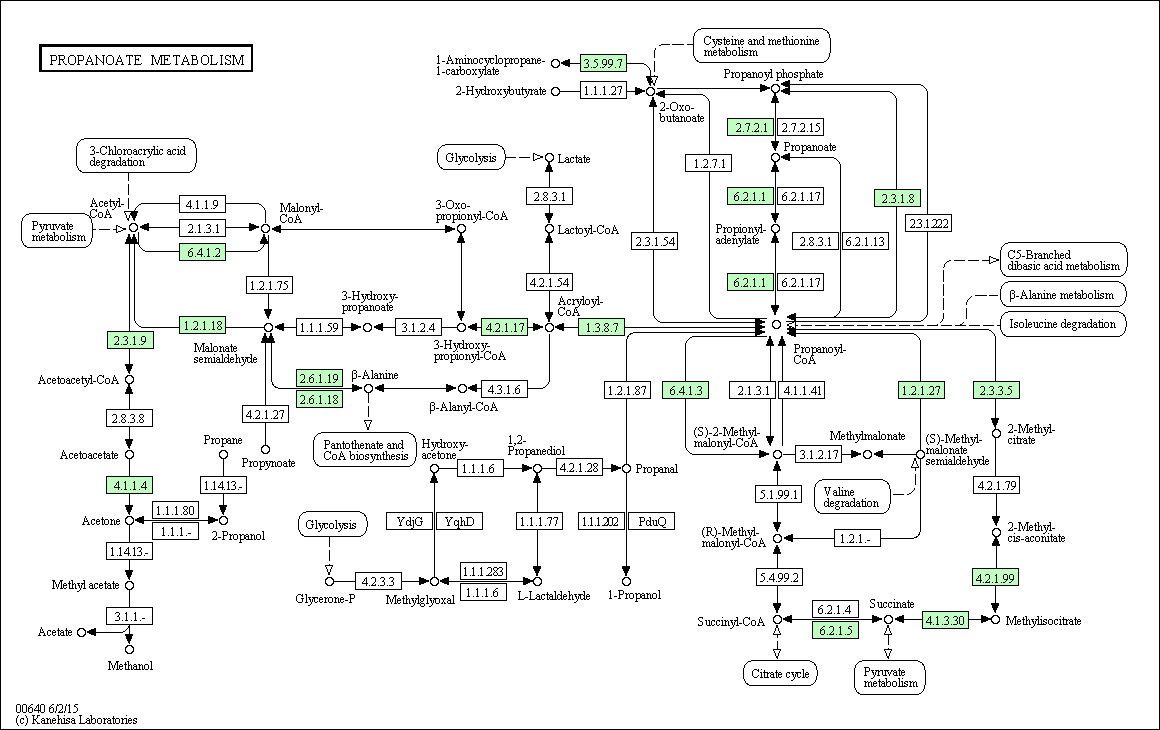 PROPANOATE METABOLISM
Cysteine and methionine
metabolism
1-Aminocyclopropane-
1-carboxylate
3.5.99.7
Propanoyl phosphate
2-Hydroxybutyrate
1.1.1.27
2-Oxo-
butanoate
2.7.2.1
2.7.2.15
3-Chloroacrylic acid
degradation
Glycolysis
Lactate
1.2.7.1
Propanoate
Acetyl-
CoA
4.1.1.9
Malonyl-
CoA
3-Oxo-
propionyl-CoA
2.8.3.1
6.2.1.1
6.2.1.17
2.3.1.8
Pyruvate
metabolism
2.1.3.1
Lactoyl-CoA
Propionyl-
adenylate
2.3.1.222
6.4.1.2
2.3.1.54
2.8.3.1
6.2.1.13
C5-Branched
dibasic acid metabolism
1.2.1.75
4.2.1.54
6.2.1.1
6.2.1.17
β-Alanine metabolism
3-Hydroxy-
propanoate
Acryloyl-
CoA
Isoleucine degradation
1.2.1.18
1.1.1.59
3.1.2.4
4.2.1.17
1.3.8.7
2.3.1.9
Malonate
semialdehyde
3-Hydroxy-
propionyl-CoA
Propanoyl-
CoA
Acetoacetyl-CoA
2.6.1.19
2.6.1.18
β-Alanine
4.3.1.6
β-Alanyl-CoA
1.2.1.87
6.4.1.3
2.1.3.1
4.1.1.41
1.2.1.27
2.3.3.5
2.8.3.8
4.2.1.27
Acetoacetate
Propane
Propynoate
Pantothenate and
CoA biosynthesis
Hydroxy-
acetone
1,2-
Propanediol
(S)-2-Methyl-
malonyl-CoA
Methylmalonate
(S)-Methyl-
malonate
semialdehyde
2-Methyl-
citrate
1.1.1.6
4.2.1.28
Propanal
3.1.2.17
4.1.1.4
1.14.13.-
5.1.99.1
Valine
degradation
4.2.1.79
Acetone
1.1.1.80
1.1.1.-
2-Propanol
Glycolysis
YdjG
YqhD
1.1.1.77
1.1.1.202
PduQ
(R)-Methyl-
malonyl-CoA
1.2.1.-
2-Methyl-
cis-aconitate
1.14.13.-
Methyl acetate
Glycerone-P
4.2.3.3
Methylglyoxal
1.1.1.283
1.1.1.6
L-Lactaldehyde
1-Propanol
5.4.99.2
4.2.1.99
3.1.1.-
Acetate
Methanol
Succinyl-CoA
6.2.1.4
6.2.1.5
Succinate
4.1.3.30
Methylisocitrate
Citrate cycle
Pyruvate
metabolism
00640 6/2/15
(c) Kanehisa Laboratories